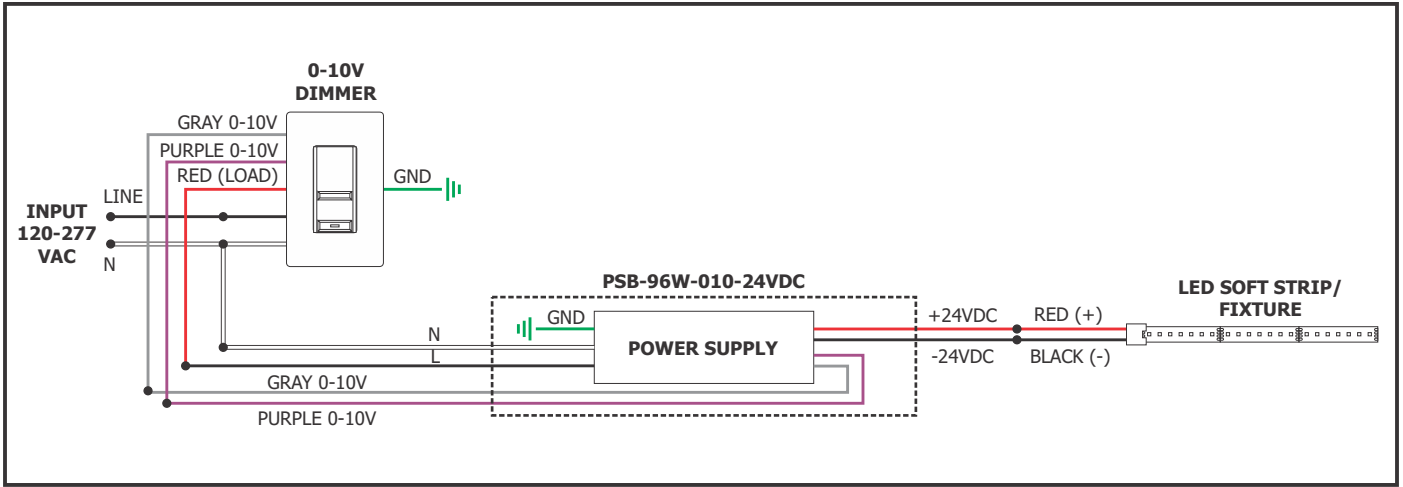 0-10V
DIMMER
GRAY 0-10V
PURPLE 0-10V
RED (LOAD)
GND
LINE
INPUT
120-277
VAC
N
PSB-96W-010-24VDC
LED SOFT STRIP/
FIXTURE
GND
+24VDC
RED (+)
N
POWER SUPPLY
L
-24VDC
BLACK (-)
GRAY 0-10V
PURPLE 0-10V